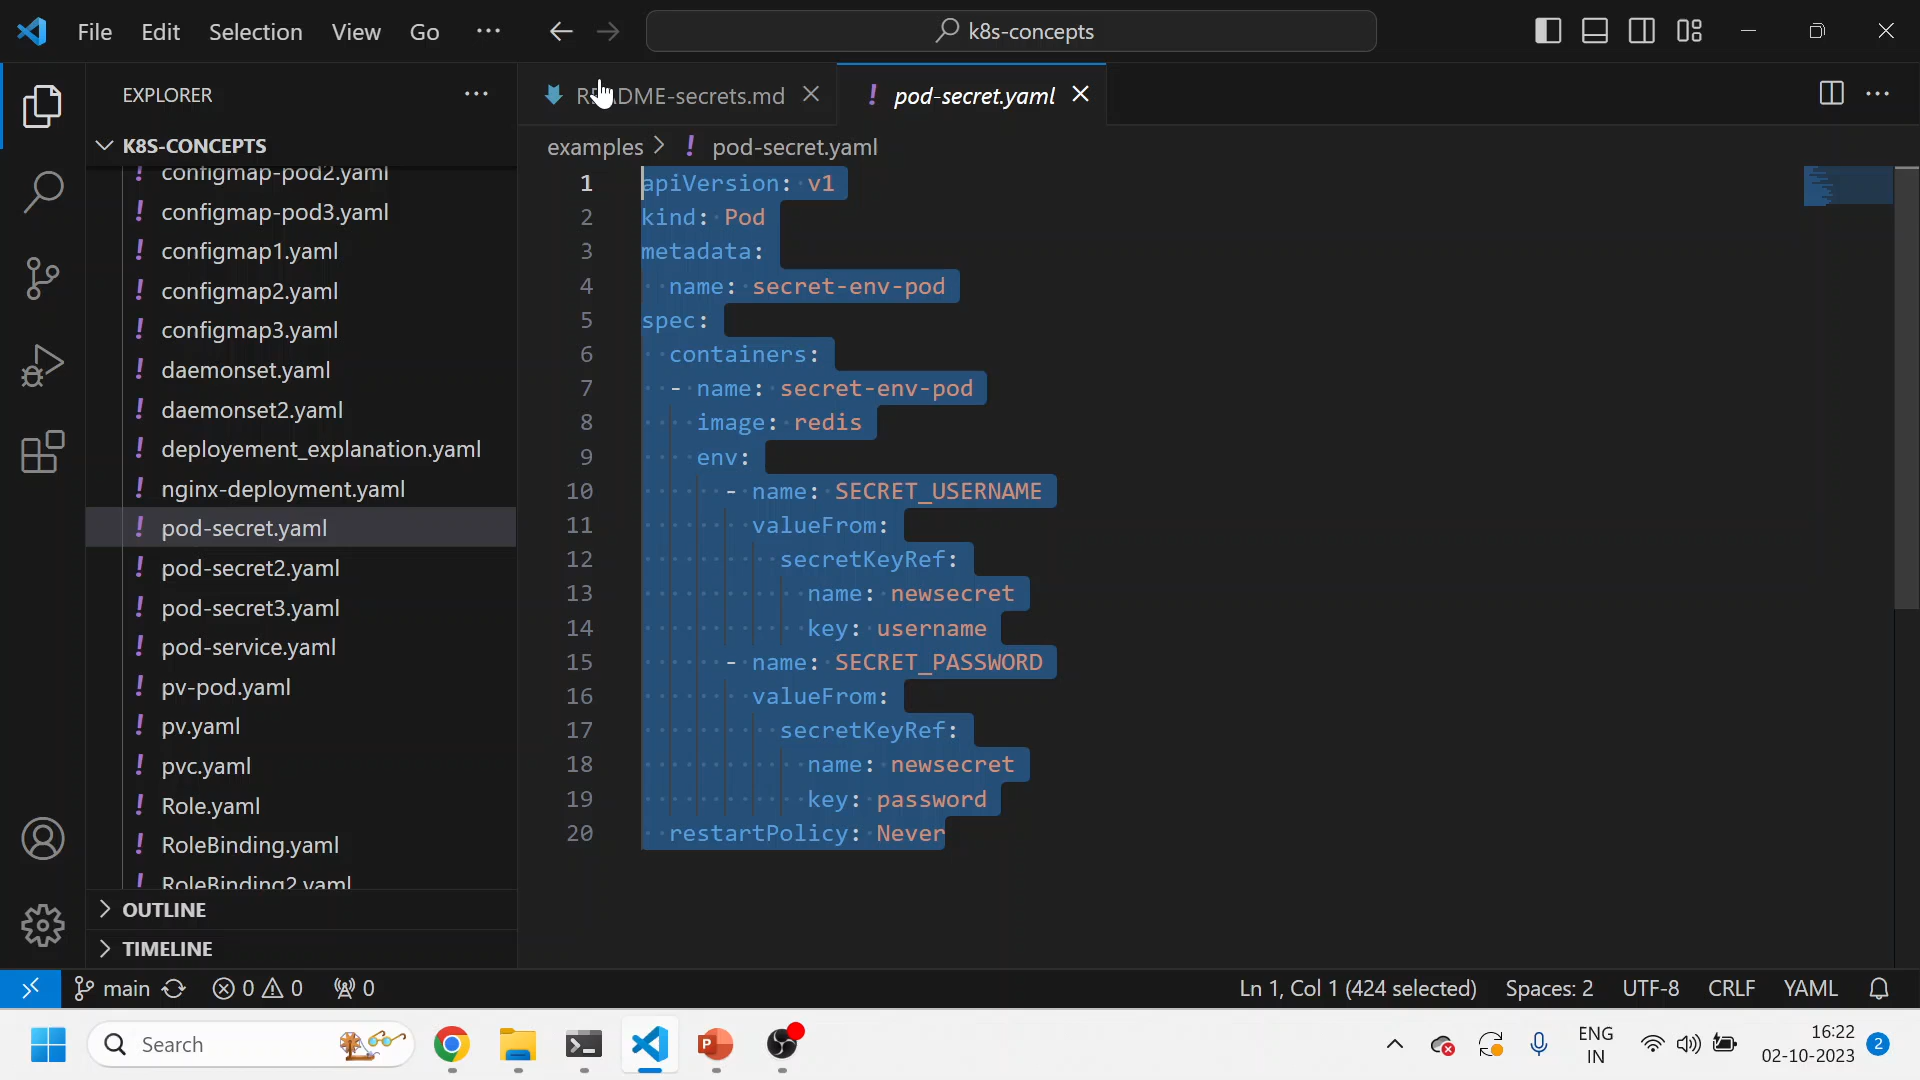 File Edit Selection View Go ··· k8s-concepts
EXPLORER ···
README-secrets.md
! pod-secret.yaml
K8S-CONCEPTS
examples > ! pod-secret.yaml
! configmap-pod2.yaml
! configmap-pod3.yaml
! configmap1.yaml
! configmap2.yaml
! configmap3.yaml
! daemonset.yaml
! daemonset2.yaml
! deployement_explanation.yaml
! nginx-deployment.yaml
! pod-secret.yaml
! pod-secret2.yaml
! pod-secret3.yaml
! pod-service.yaml
! pv-pod.yaml
! pv.yaml
! pvc.yaml
! Role.yaml
! RoleBinding.yaml
! RoleBinding2.yaml
OUTLINE
TIMELINE
1 apiVersion: v1
2 kind: Pod
3 metadata:
4 name: secret-env-pod
5 spec:
6 containers:
7 - name: secret-env-pod
8 image: redis
9 env:
10 - name: SECRET_USERNAME
11 valueFrom:
12 secretKeyRef:
13 name: newsecret
14 key: username
15 - name: SECRET_PASSWORD
16 valueFrom:
17 secretKeyRef:
18 name: newsecret
19 key: password
20 restartPolicy: Never
main 0 0 0 Ln 1, Col 1 (424 selected) Spaces: 2 UTF-8 CRLF YAML
Search
P
ENG
IN
16:22
02-10-2023
2